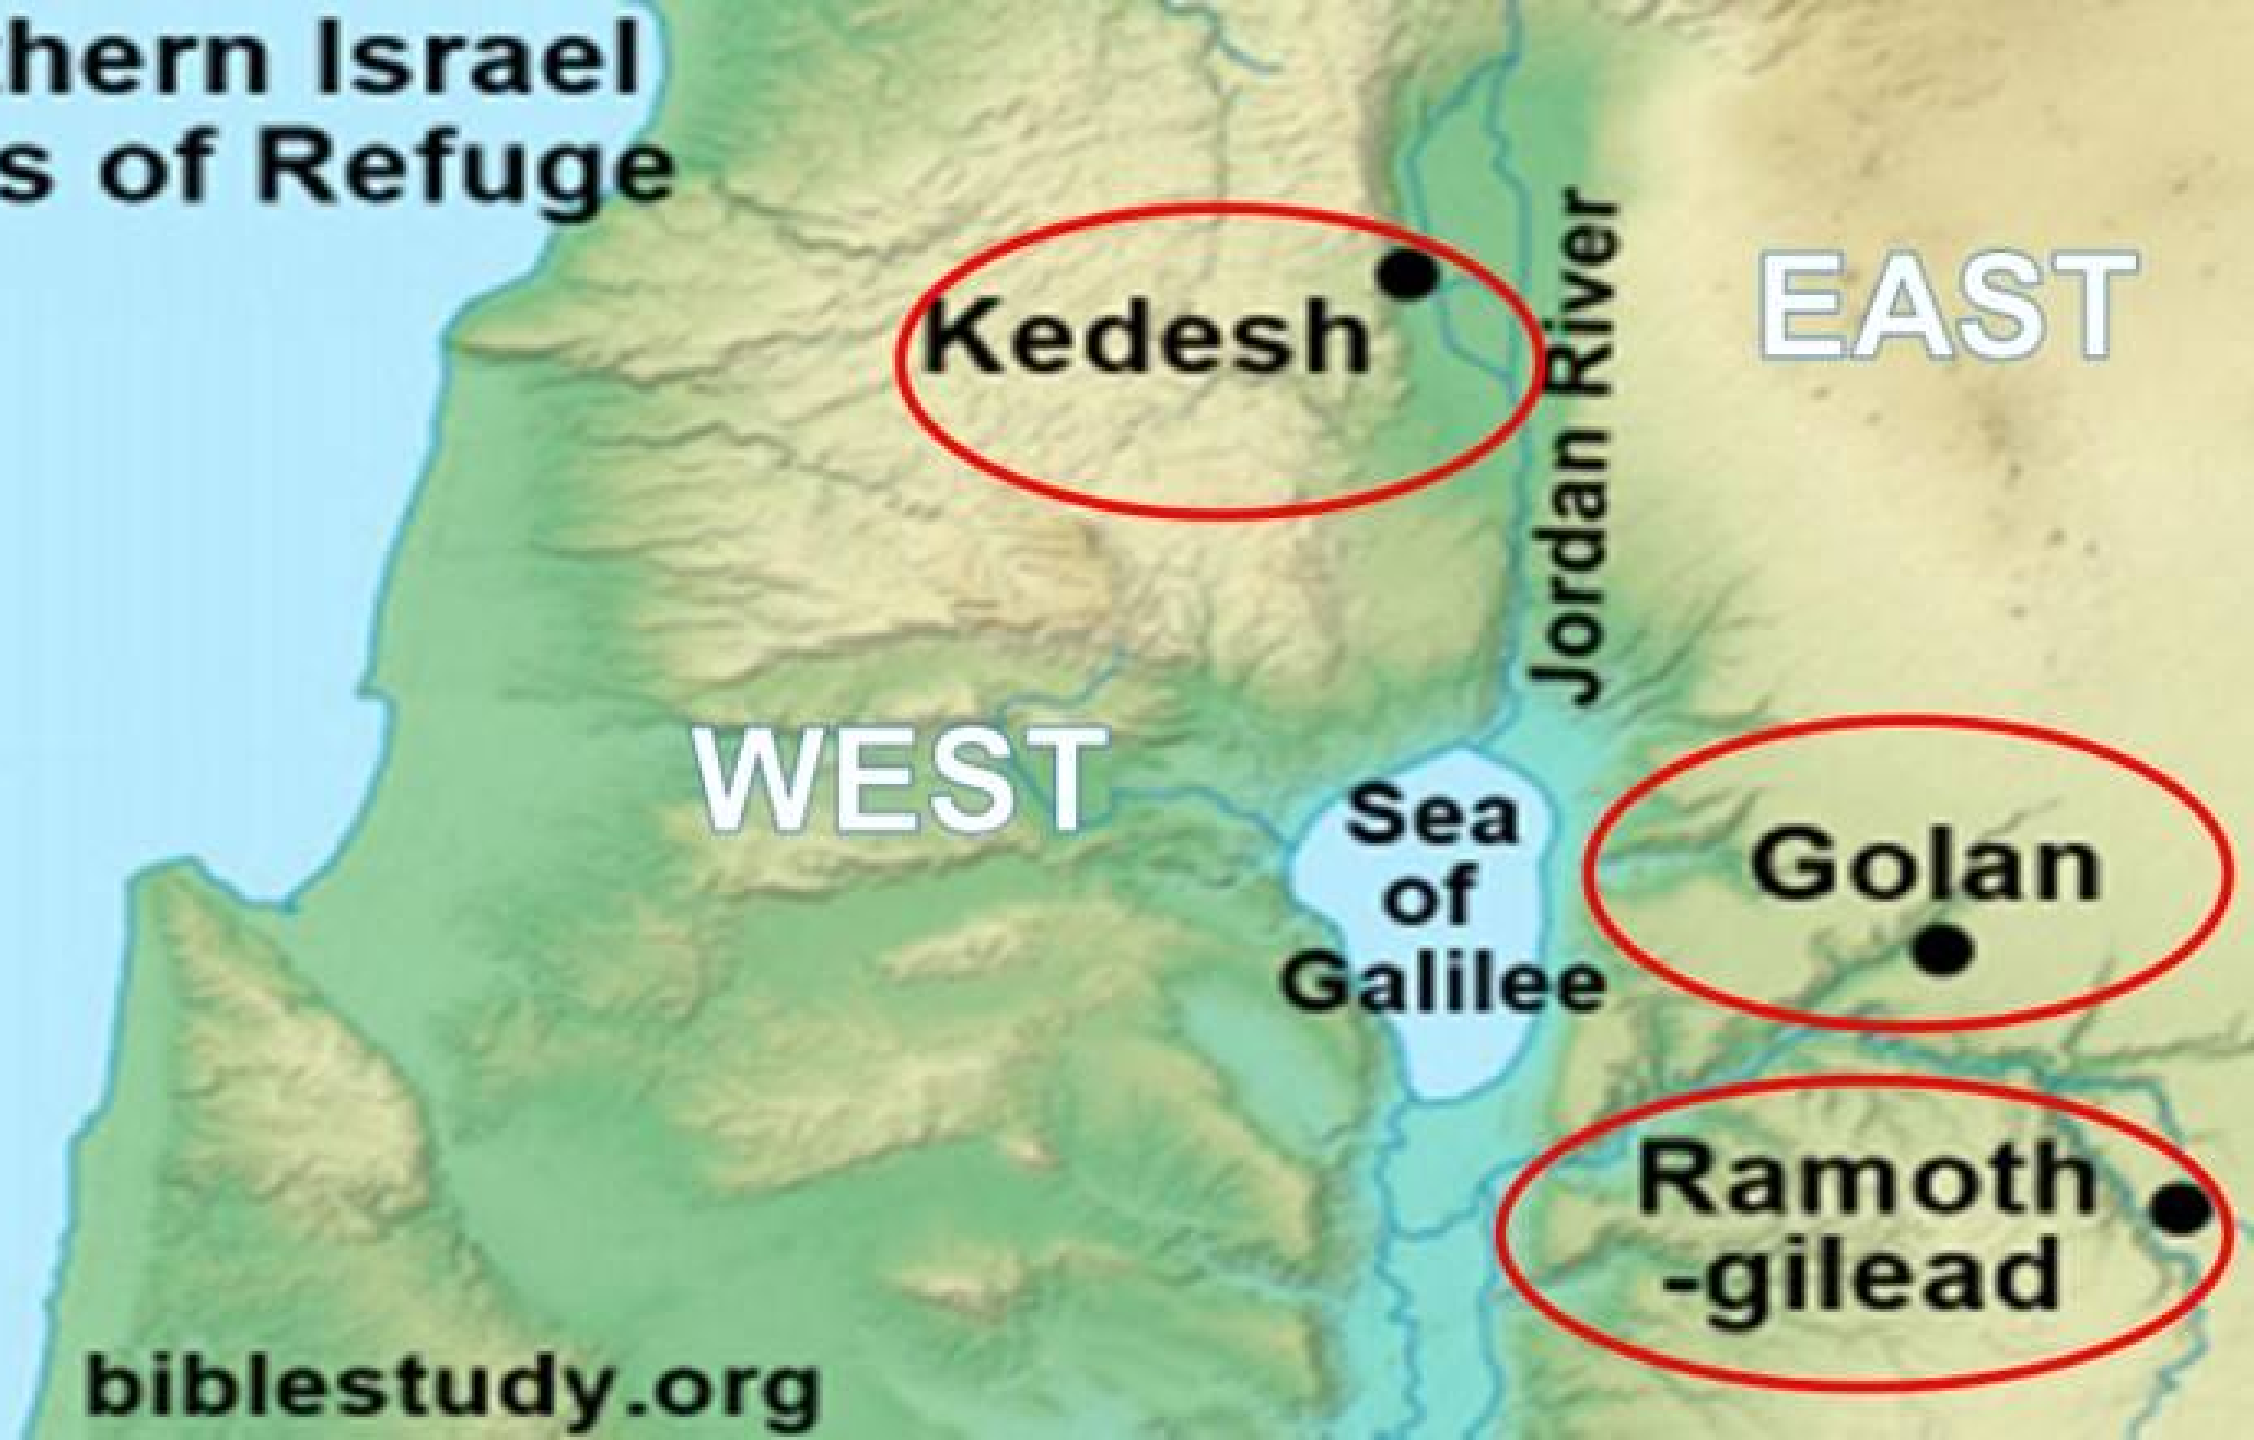 hern Israel
s of Refuge
Kedesh
Jordan River
EAST
WEST
Sea
of
Galilee
Golan
Ramoth
-gilead
biblestudy.org